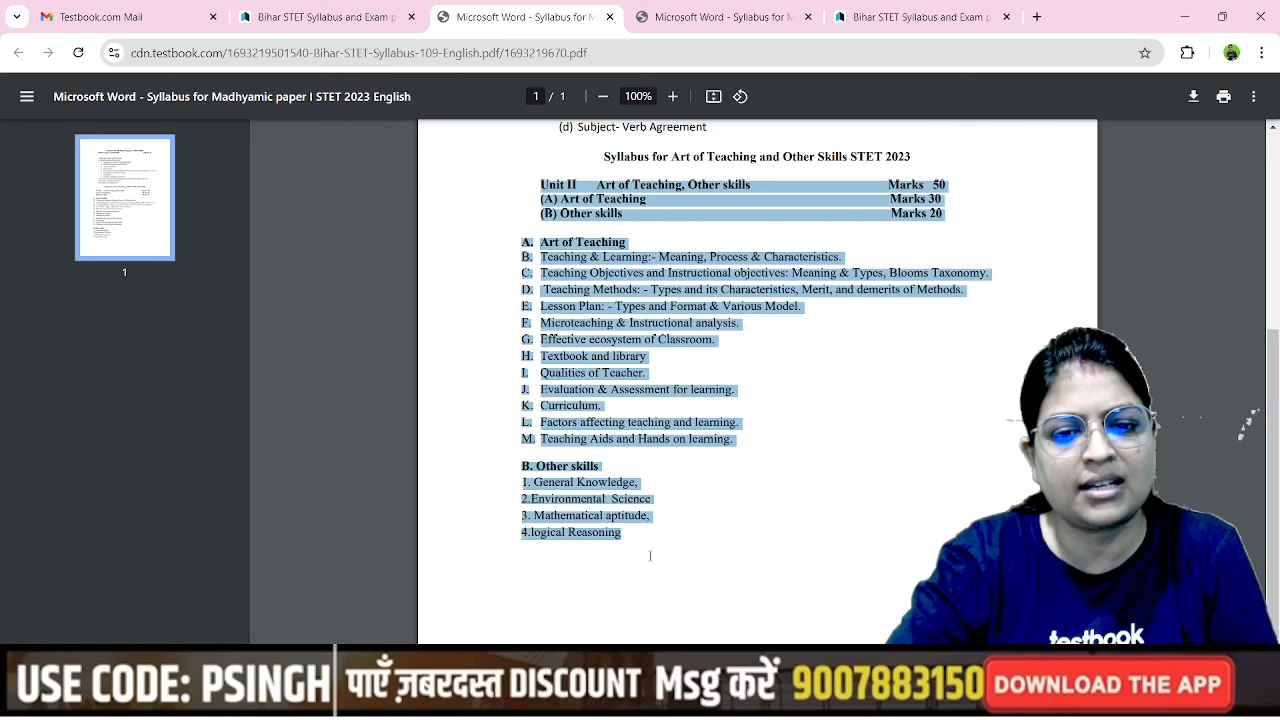 Testbook.com Mail
Bihar STET Syllabus and Exam p
Microsoft Word - Syllabus for M
Microsoft Word - Syllabus for M
Bihar STET Syllabus and Exam p
cdn.testbook.com/1693219501540-Bihar-STET-Syllabus-109-English.pdf/1693219670.pdf
Microsoft Word - Syllabus for Madhyamic paper I STET 2023 English
1 / 1
100%
1
(d) Subject- Verb Agreement
Syllabus for Art of Teaching and Other Skills STET 2023
Unit II Art of Teaching, Other skills Marks 50
A) Art of Teaching Marks 30
B) Other skills Marks 20
A. Art of Teaching
B. Teaching & Learning:- Meaning, Process & Characteristics.
C. Teaching Objectives and Instructional objectives: Meaning & Types, Blooms Taxonomy.
D. Teaching Methods: - Types and its Characteristics, Merit, and demerits of Methods.
E. Lesson Plan: - Types and Format & Various Model.
F. Microteaching & Instructional analysis.
G. Effective ecosystem of Classroom.
H. Textbook and library
I. Qualities of Teacher.
J. Evaluation & Assessment for learning.
K. Curriculum.
L. Factors affecting teaching and learning.
M. Teaching Aids and Hands on learning.
B. Other skills
1. General Knowledge,
2.Environmental Science
3. Mathematical aptitude,
4.logical Reasoning
testbook
USE CODE: PSINGH पाएँ ज़बरदस्त DISCOUNT Msg करें 9007883150 DOWNLOAD THE APP